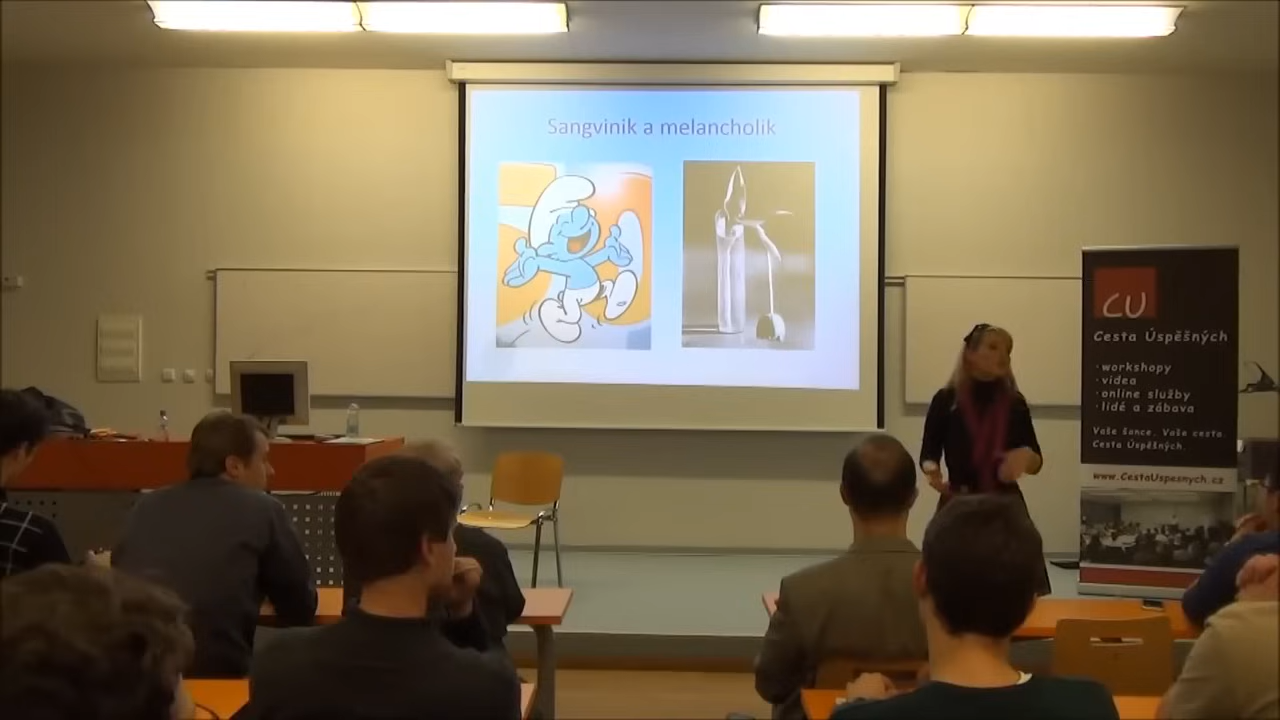 Sangvinik a melancholik
CU
Cesta Úspěšných
· workshopy
· videa
· online služby
· lidé a zábava
Vaše šance. Vaše cesta.
Cesta Úspěšných.
www.CestaUspesnych.cz